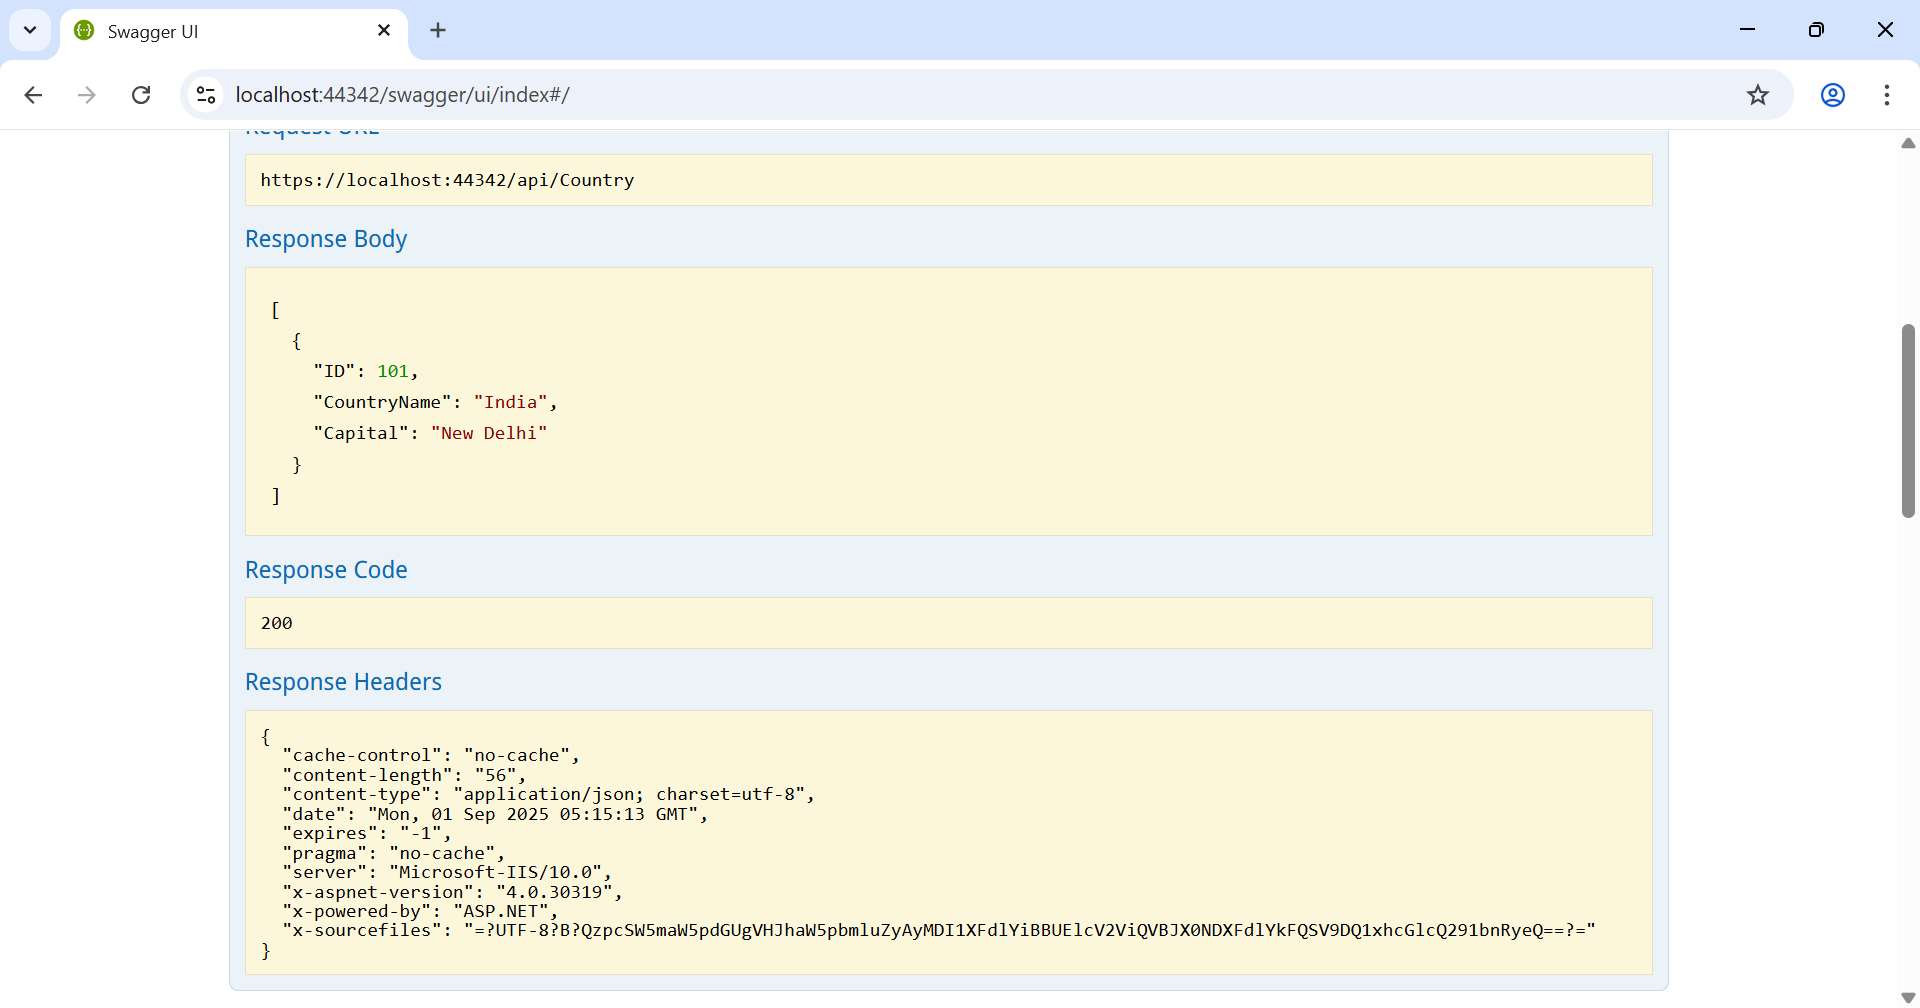 Swagger UI
localhost:44342/swagger/ui/index#/
Request URL
https://localhost:44342/api/Country
Response Body
[
{
"ID": 101,
"CountryName": "India",
"Capital": "New Delhi"
}
]
Response Code
200
Response Headers
{
"cache-control": "no-cache",
"content-length": "56",
"content-type": "application/json; charset=utf-8",
"date": "Mon, 01 Sep 2025 05:15:13 GMT",
"expires": "-1",
"pragma": "no-cache",
"server": "Microsoft-IIS/10.0",
"x-aspnet-version": "4.0.30319",
"x-powered-by": "ASP.NET",
"x-sourcefiles": "=?UTF-8?B?QzpcSW5maW5pdGUgVHJhaW5pbmluZyAyMDI1XFdlYiBBUElcV2ViQVBJX0NDXFdlYkFQSV9DQ1xhcGlcQ291bnRyeQ==?="
}